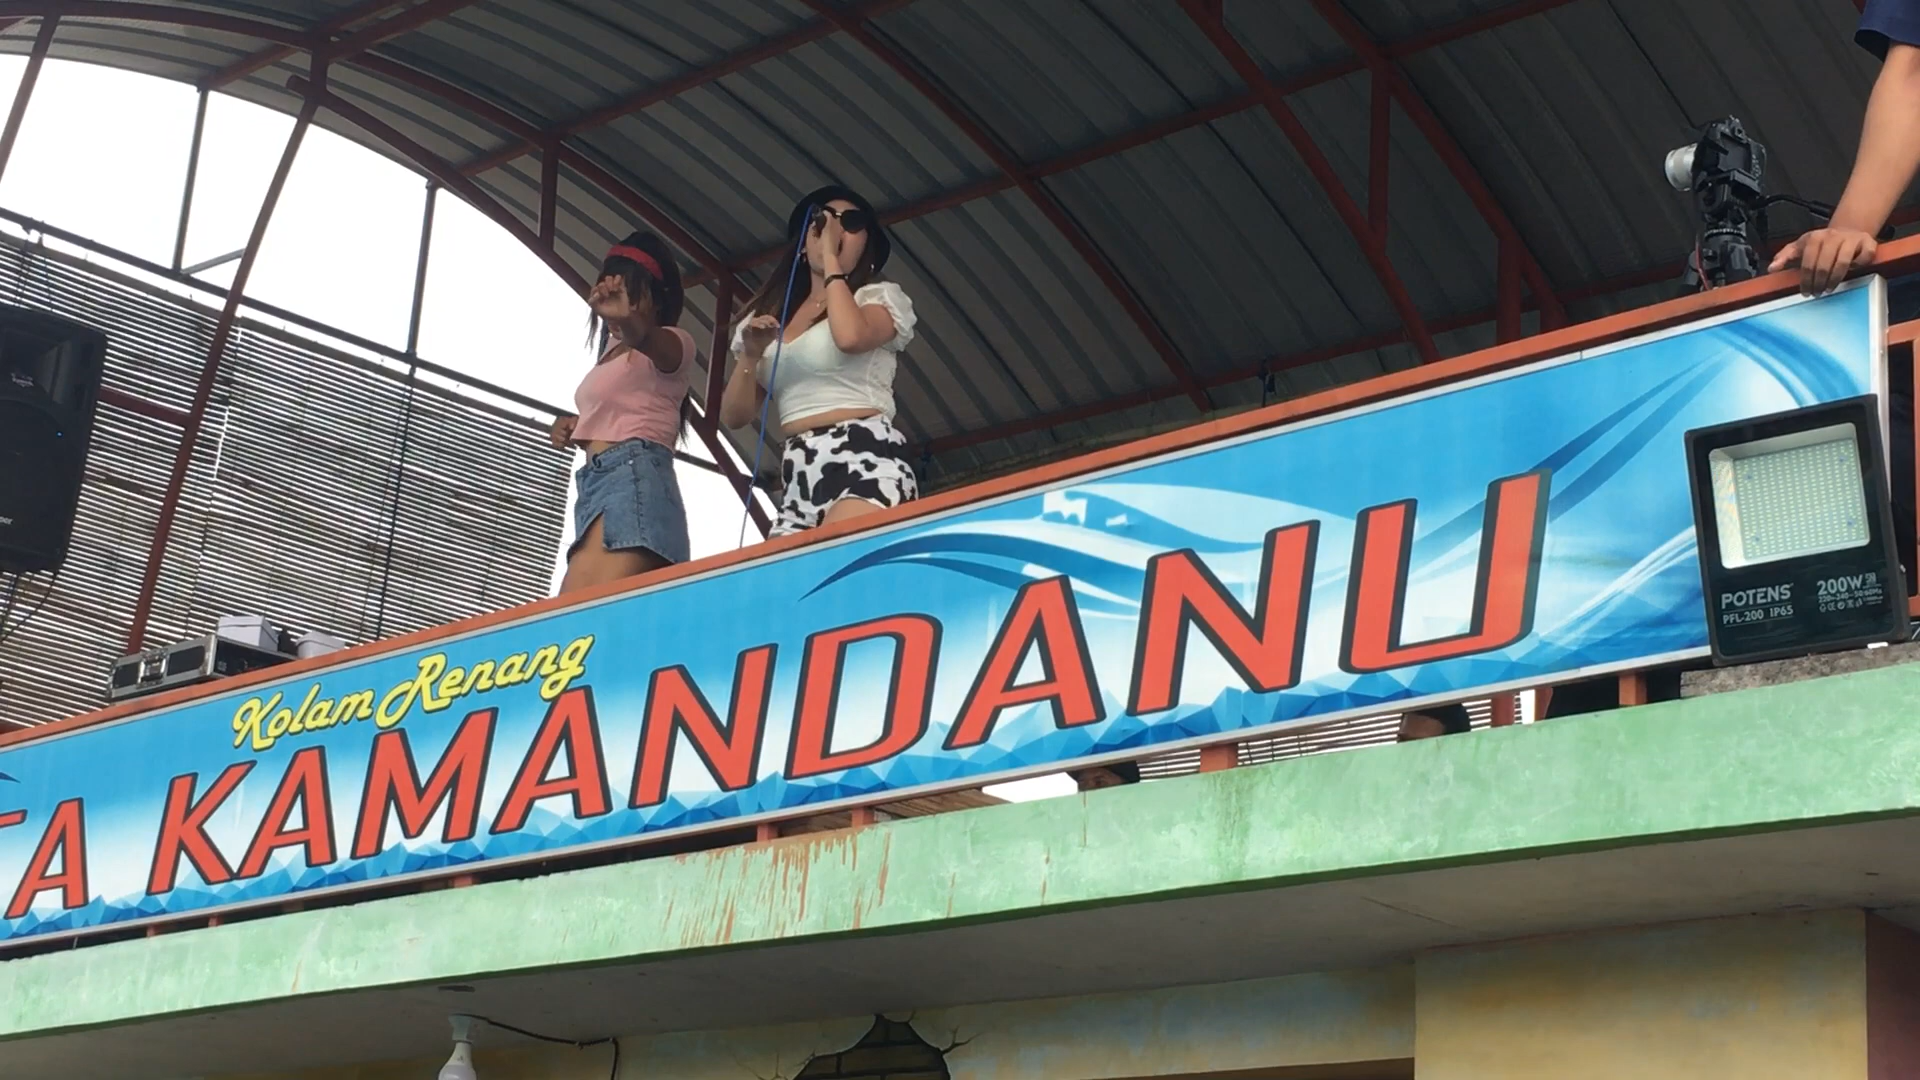 Kolam Renang
TA KAMANDANU
POTENS
PFL-200 IP65
200W